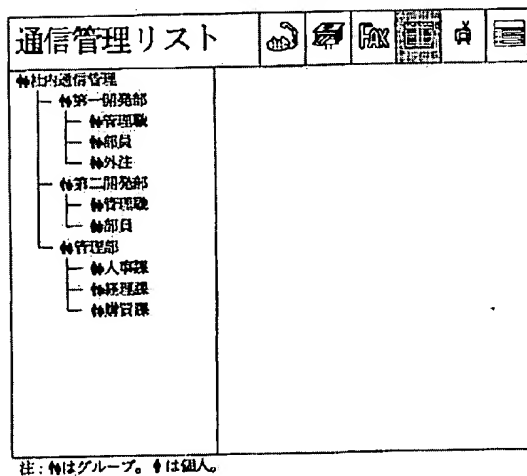 通信管理リスト
FAX
社内通信管理
第一開発部
管理職
部員
外注
第二開発部
管理職
部員
管理部
人事課
経理課
購買課
注：はグループ。は個人。